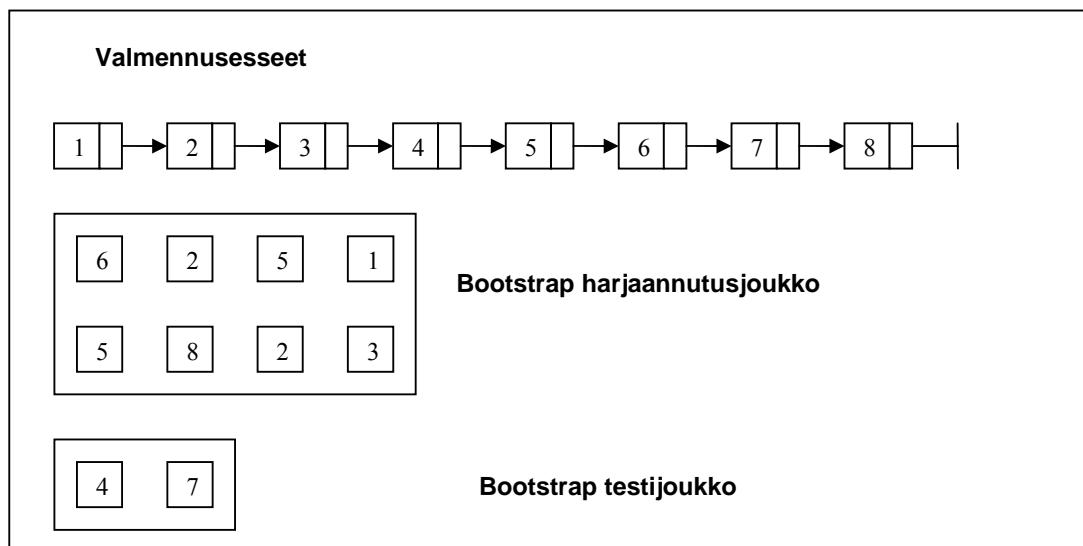 Valmennusesseet
1 2 3 4 5 6 7 8
6 2 5 1
Bootstrap harjaannutusjoukko
5 8 2 3
4 7
Bootstrap testijoukko